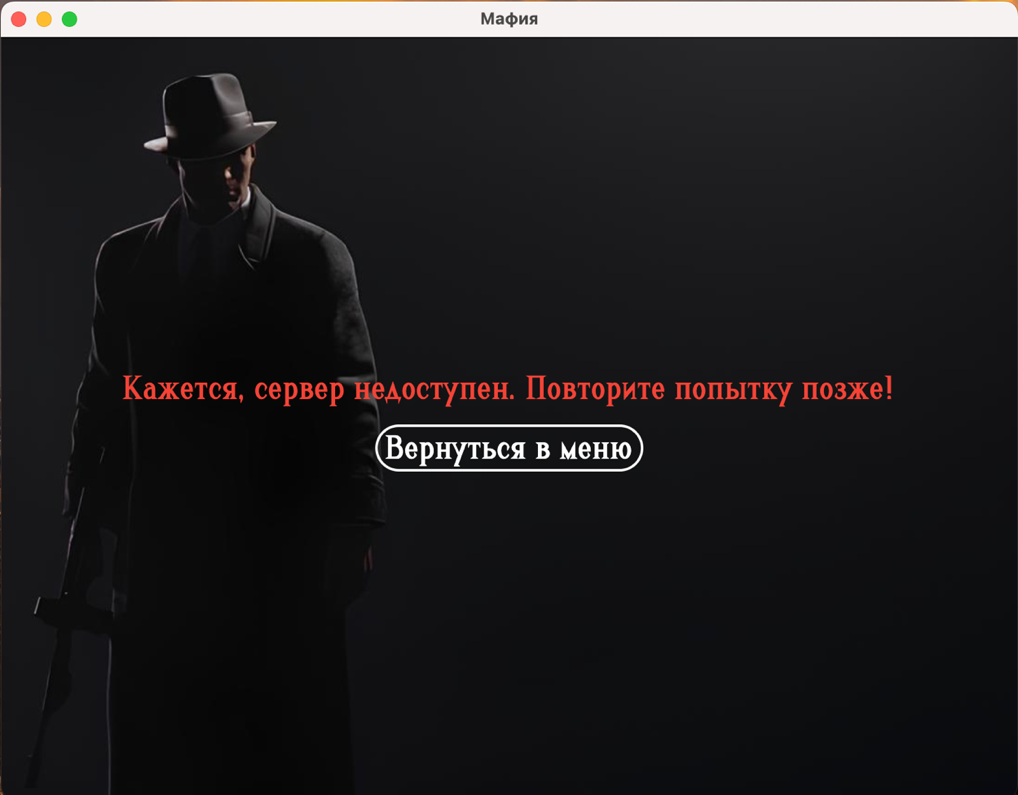 Мафия
Кажется, сервер недоступен. Повторите попытку позже!
Вернуться в меню